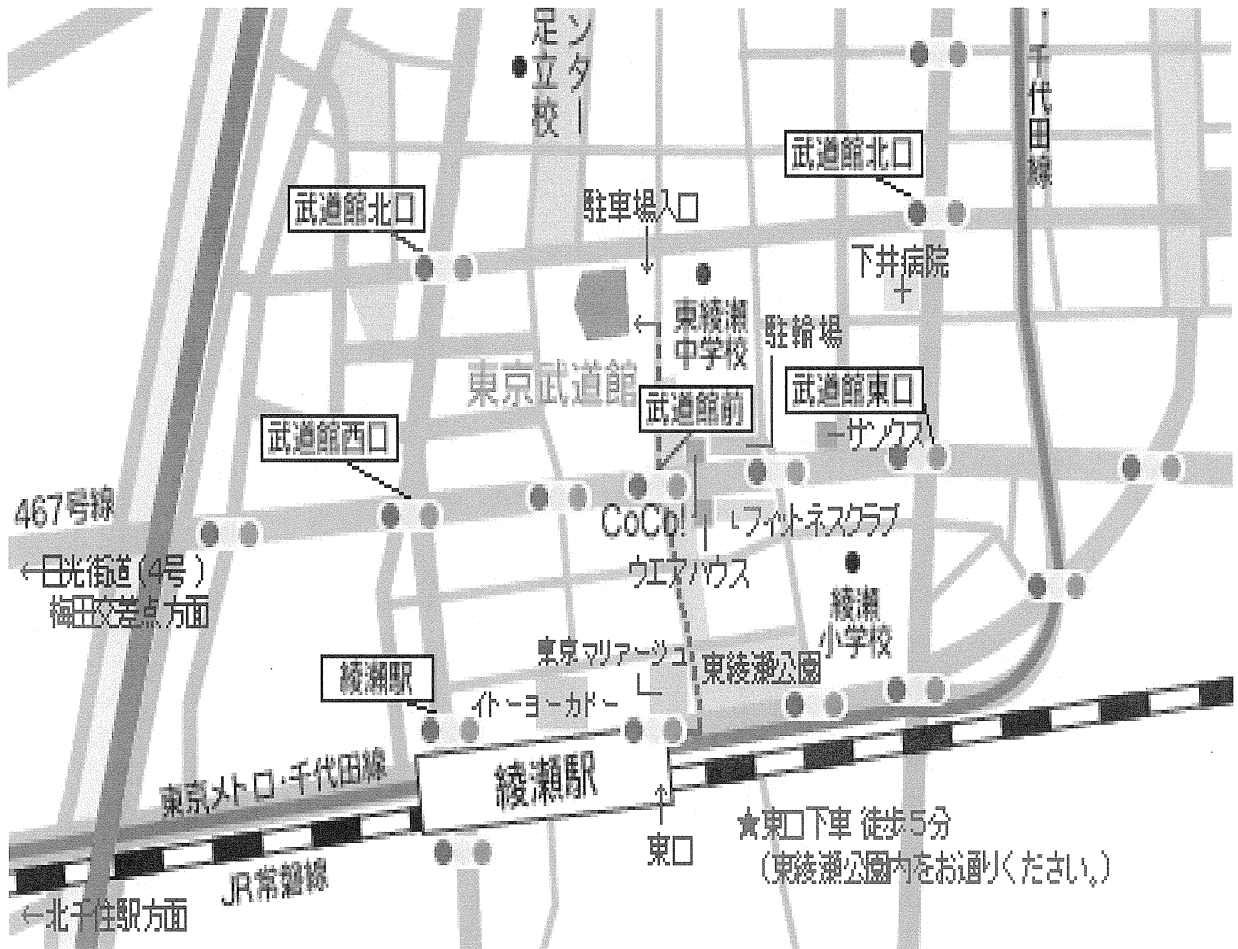 ンター
足立校
・千代田線
武道館北口
武道館北口
駐車場入口
下井病院
東綾瀬
中学校
駐輪場
東京武道館
武道館前
武道館東口
サンクス
武道館西口
467号線
CoCo!
フィットネスクラブ
ウエアハウス
←日光街道(4号)
梅田交差点方面
綾瀬
小学校
東京マリアージュ
東綾瀬公園
綾瀬駅
イトーヨーカドー
綾瀬駅
東京メトロ・千代田線
JR常磐線
←北千住駅方面
東口
★東口下車 徒歩5分
(東綾瀬公園内をお通りください。)